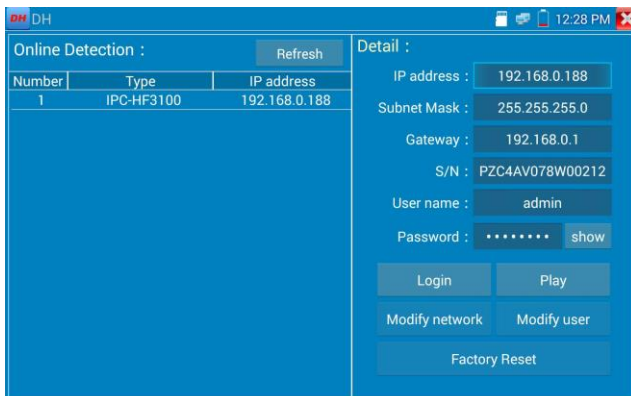 DH DH 12:28 PM
Online Detection :
Refresh
Number Type IP address
1 IPC-HF3100 192.168.0.188
Detail :
IP address : 192.168.0.188
Subnet Mask : 255.255.255.0
Gateway : 192.168.0.1
S/N : PZC4AV078W00212
User name : admin
Password : •••••••• show
Login Play
Modify network Modify user
Factory Reset